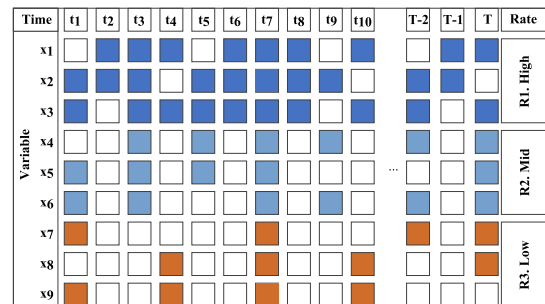 Time t1 t2 t3 t4 t5 t6 t7 t8 t9 t10 T-2 T-1 T Rate
Variable
x1
x2
x3
x4
x5
x6
x7
x8
x9
...
R1. High
R2. Mid
R3. Low